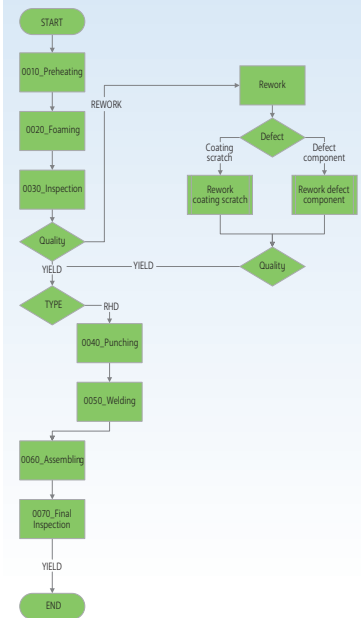 START
0010_Preheating
REWORK
0020_Foaming
0030_Inspection
Quality
YIELD
TYPE
RHD
0040_Punching
0050_Welding
0060_Assembling
0070_Final
Inspection
YIELD
END
Rework
Defect
Coating
scratch
Defect
component
Rework
coating scratch
Rework defect
component
Quality
YIELD